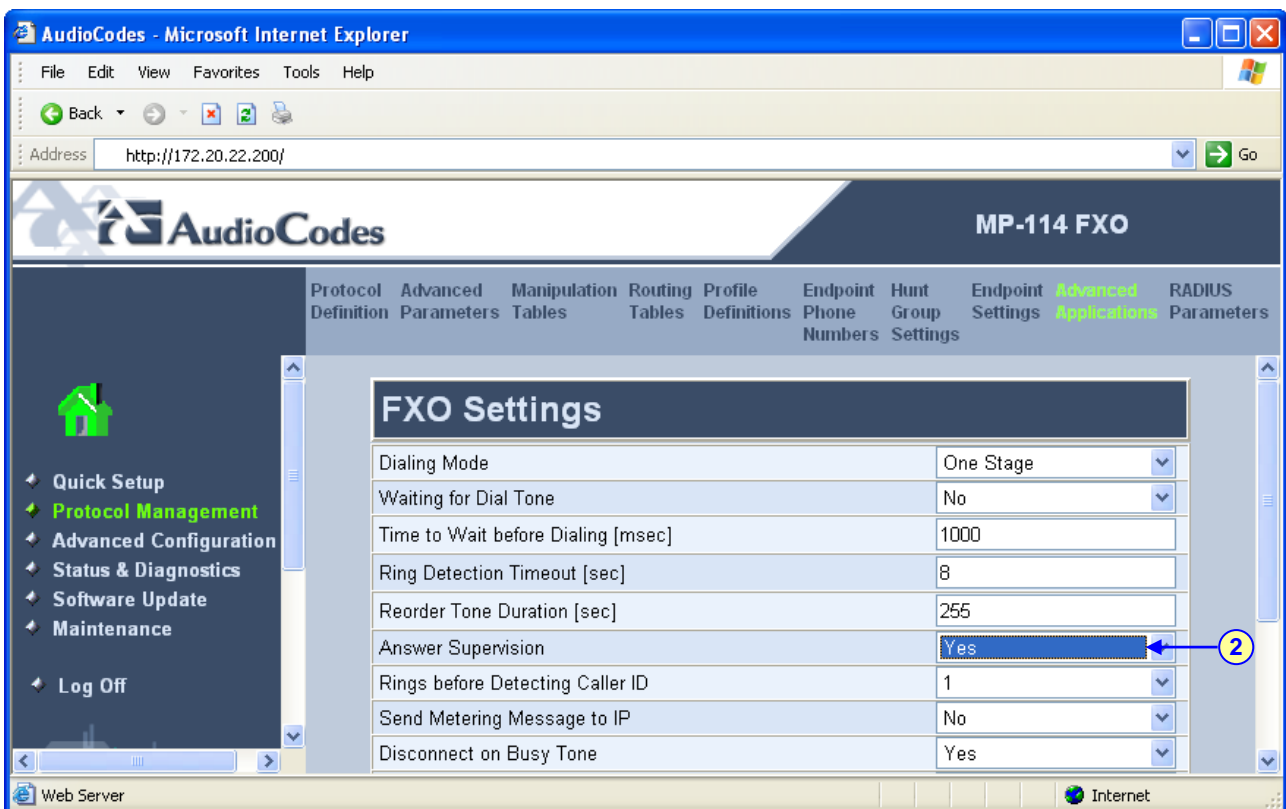 AudioCodes - Microsoft Internet Explorer
File Edit View Favorites Tools Help
Back
Address http://172.20.22.200/ Go
AudioCodes
MP-114 FXO
Protocol Definition
Advanced Parameters
Manipulation Tables
Routing Tables
Profile Definitions
Endpoint Phone Numbers
Hunt Group Settings
Endpoint Settings
Advanced Applications
RADIUS Parameters
Quick Setup
Protocol Management
Advanced Configuration
Status & Diagnostics
Software Update
Maintenance
Log Off
FXO Settings
Dialing Mode One Stage
Waiting for Dial Tone No
Time to Wait before Dialing [msec] 1000
Ring Detection Timeout [sec] 8
Reorder Tone Duration [sec] 255
Answer Supervision Yes 2
Rings before Detecting Caller ID 1
Send Metering Message to IP No
Disconnect on Busy Tone Yes
Web Server Internet